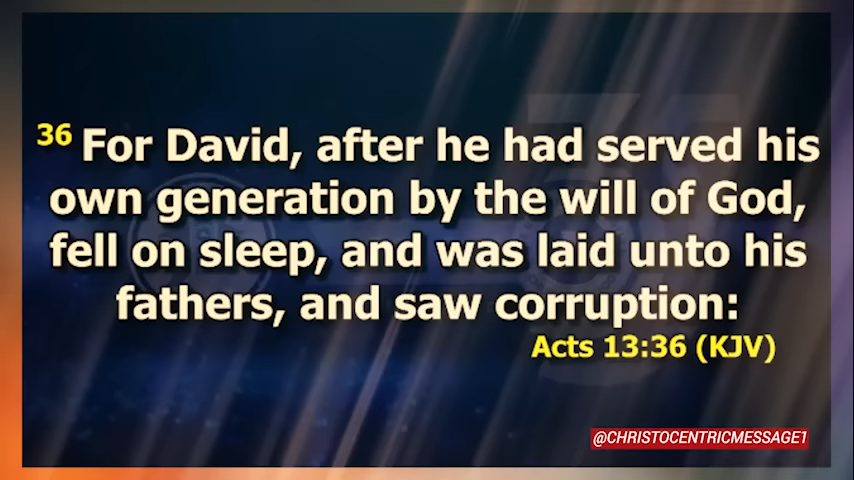 36 For David, after he had served his
own generation by the will of God,
fell on sleep, and was laid unto his
fathers, and saw corruption:
Acts 13:36 (KJV)
@CHRISTOCENTRICMESSAGE1